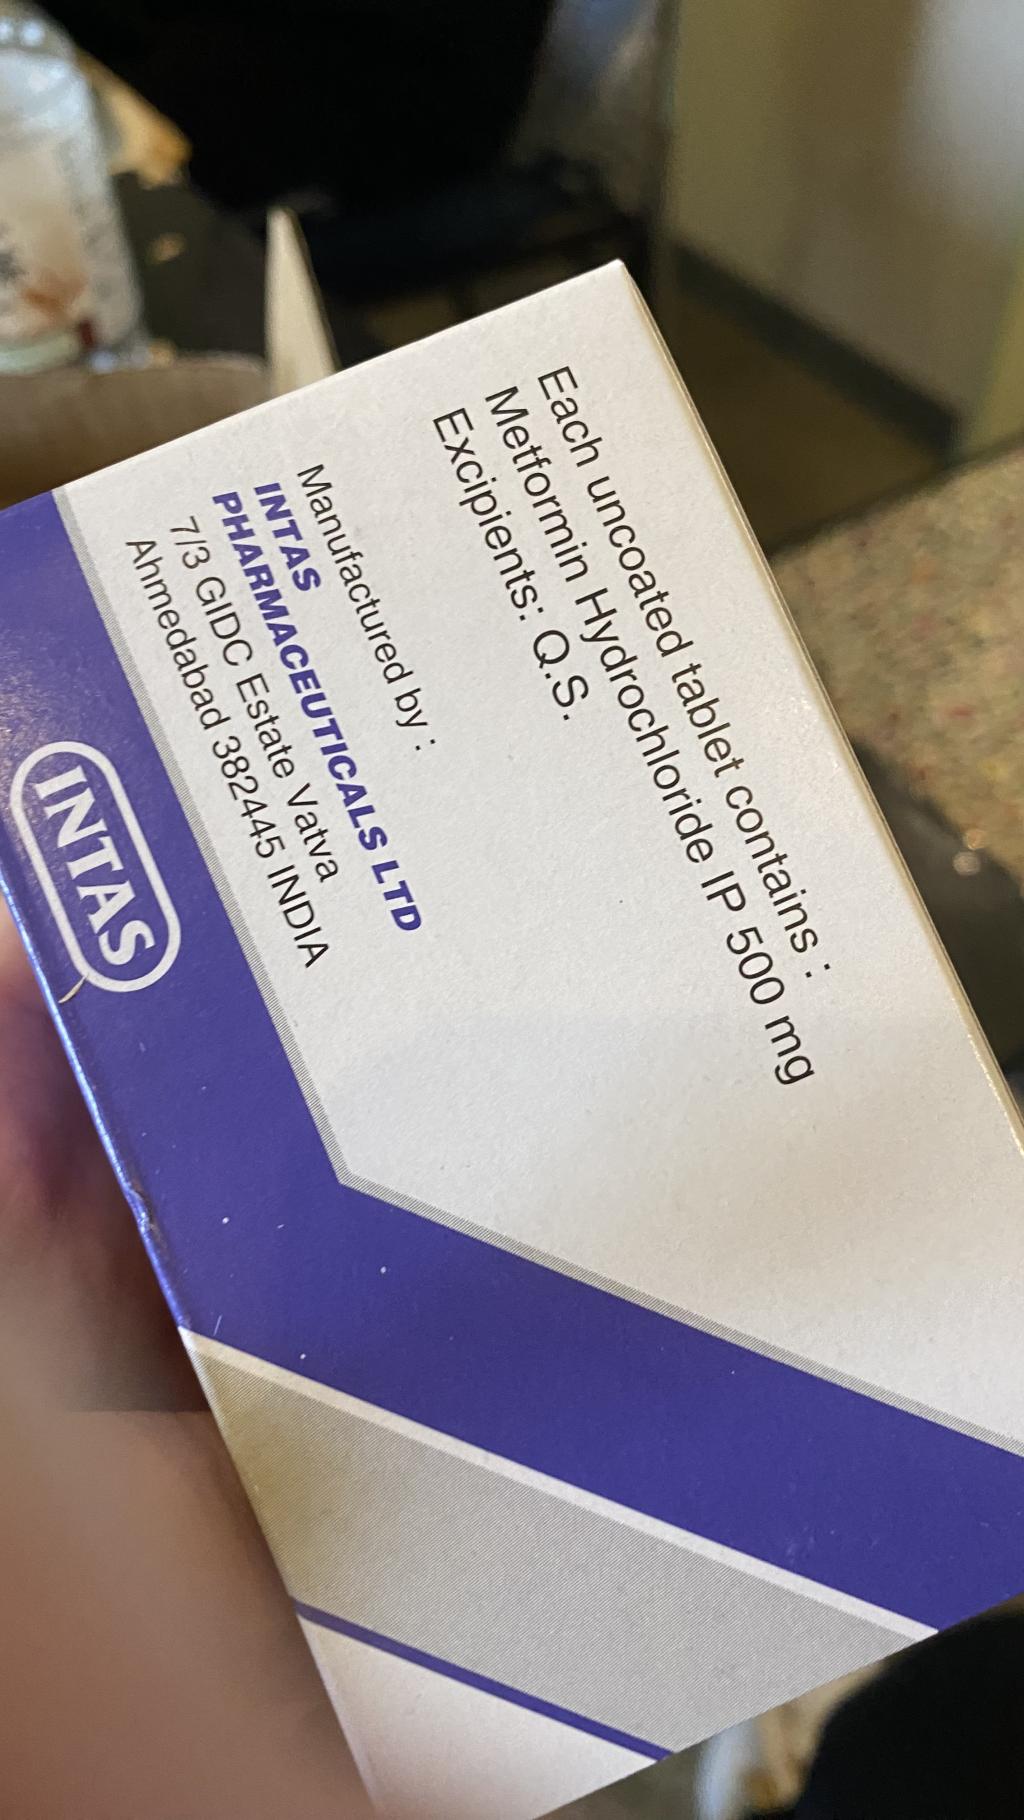 Each uncoated tablet contains :
Metformin Hydrochloride IP 500 mg
Excipients: Q.S.
Manufactured by :
INTAS
PHARMACEUTICALS LTD
7/3 GIDC Estate Vatva
Ahmedabad 382445 INDIA
INTAS